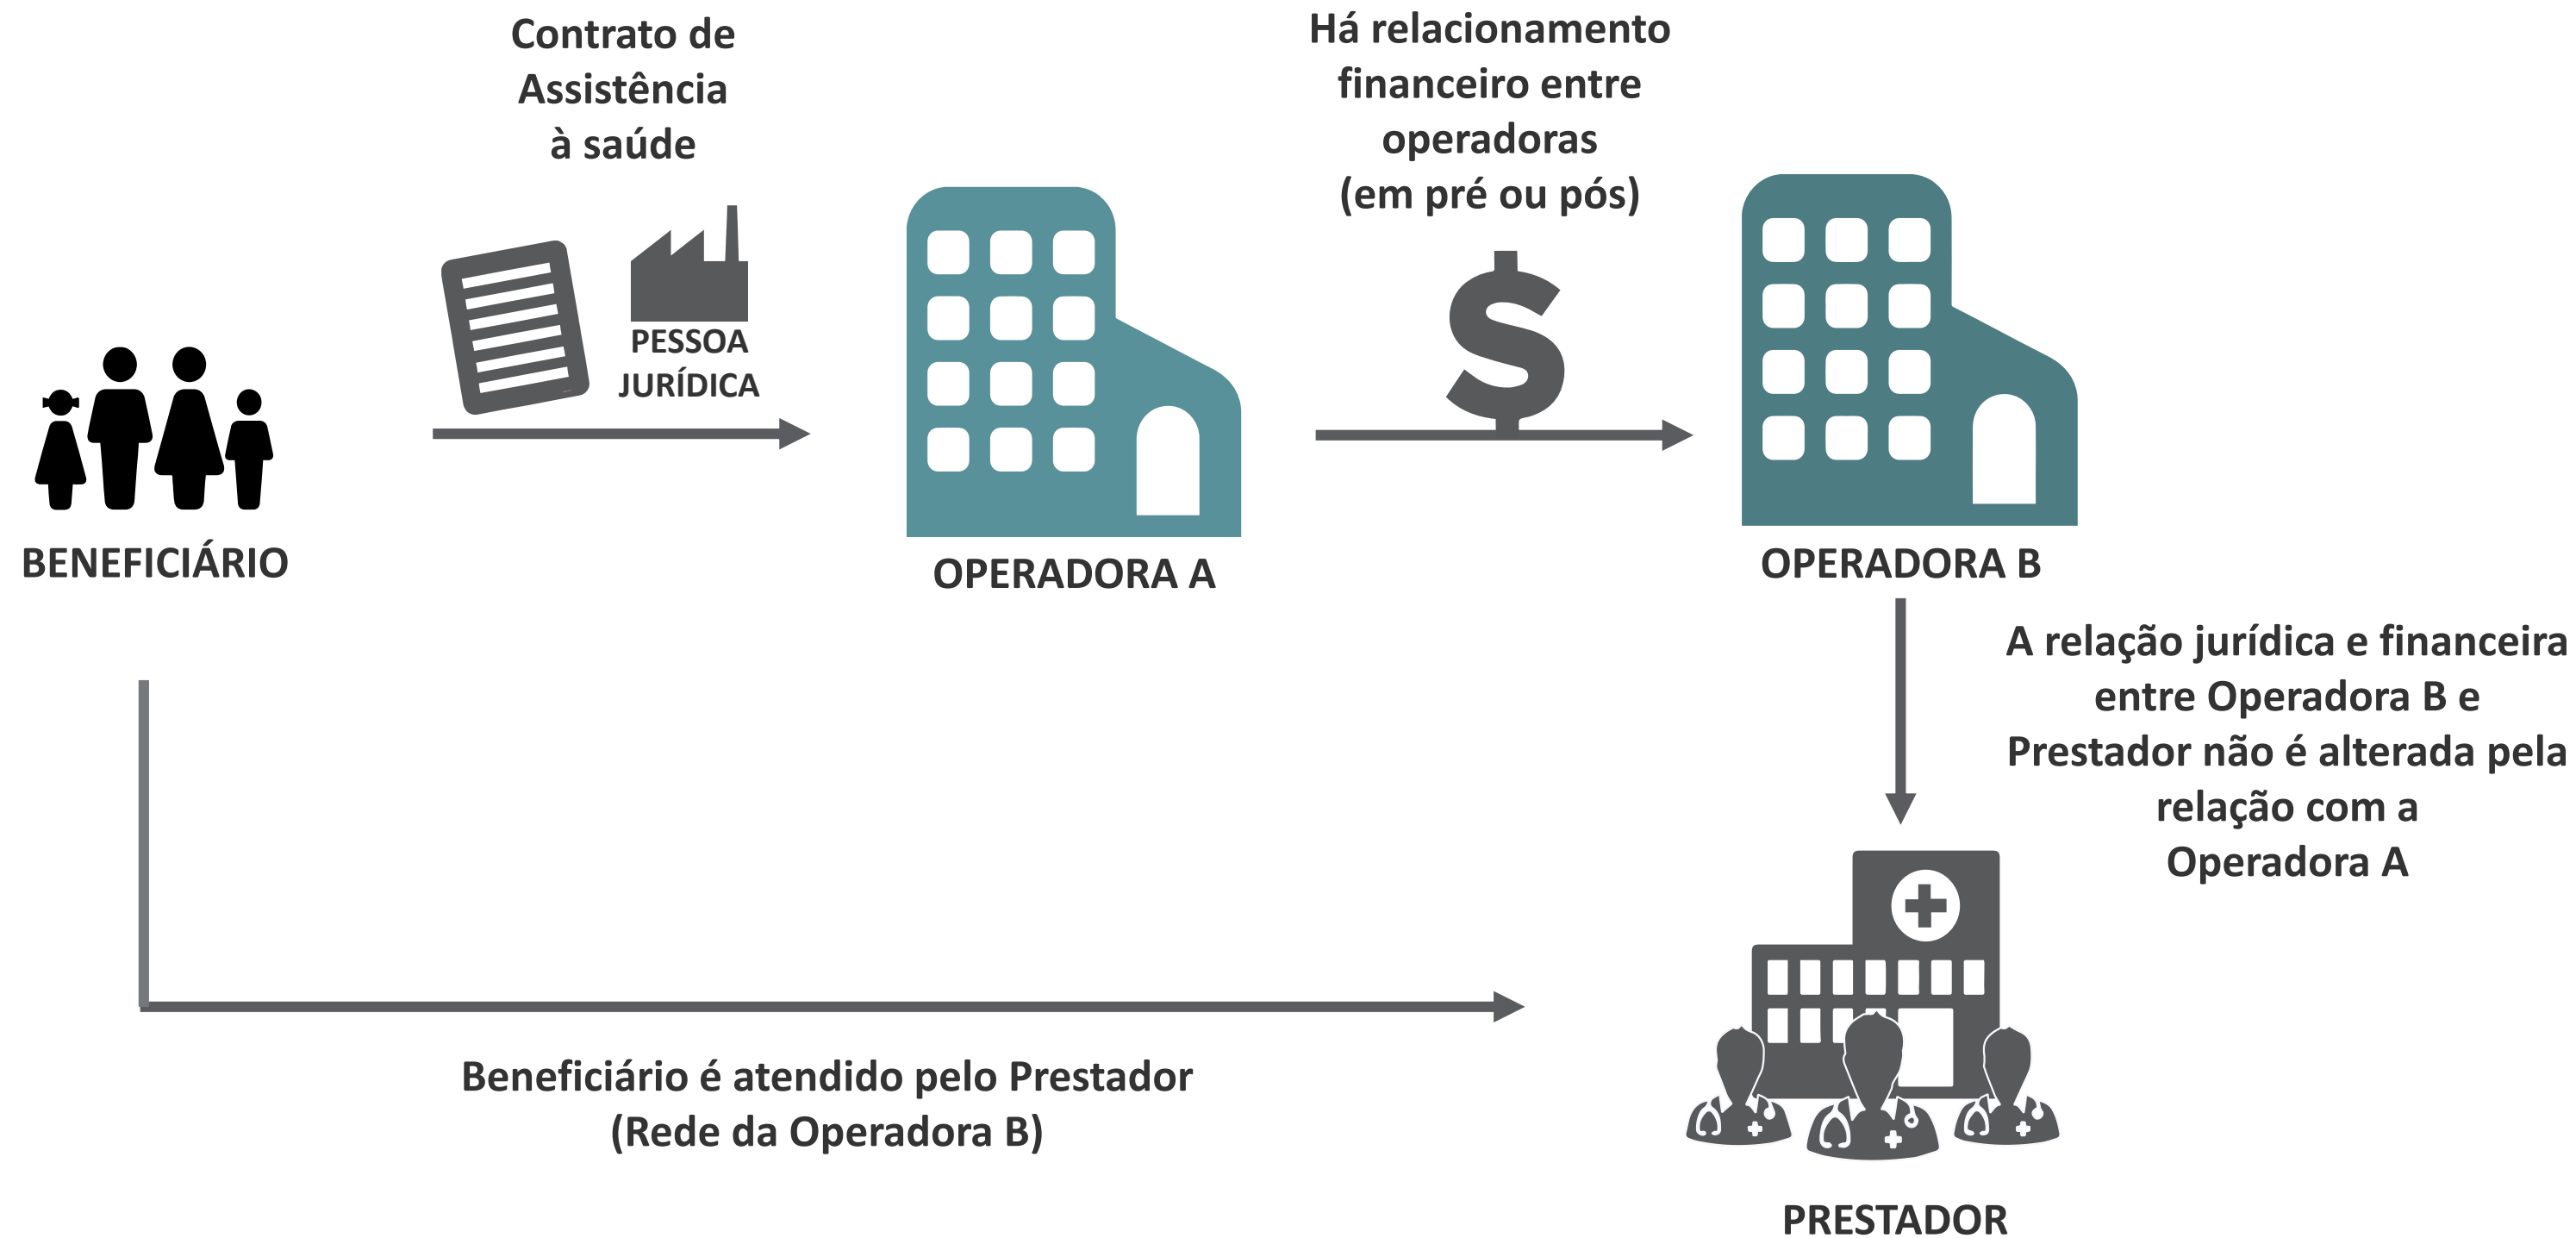 Contrato de
Assistência
à saúde
PESSOA
JURÍDICA
Há relacionamento
financeiro entre
operadoras
(em pré ou pós)
$
BENEFICIÁRIO
OPERADORA A
OPERADORA B
A relação jurídica e financeira
entre Operadora B e
Prestador não é alterada pela
relação com a
Operadora A
Beneficiário é atendido pelo Prestador
(Rede da Operadora B)
PRESTADOR